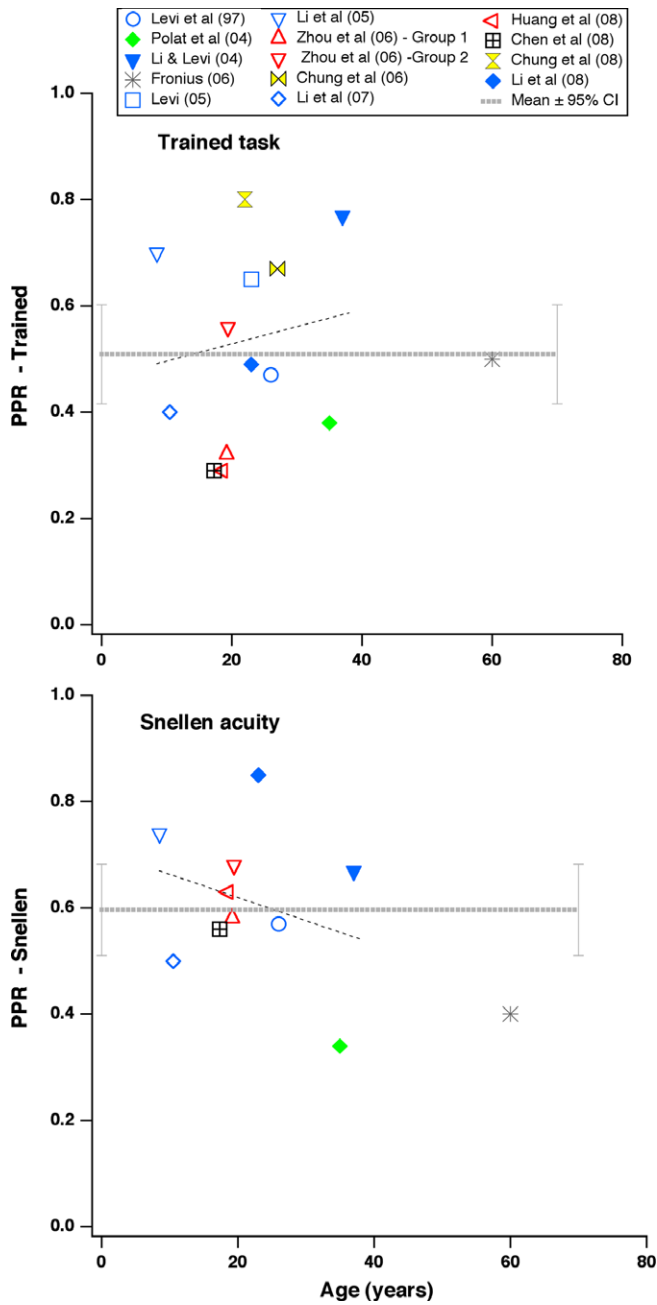 Levi et al (97)
Polat et al (04)
Li & Levi (04)
Fronius (06)
Levi (05)
Li et al (05)
Zhou et al (06) - Group 1
Zhou et al (06) -Group 2
Chung et al (06)
Li et al (07)
Huang et al (08)
Chen et al (08)
Chung et al (08)
Li et al (08)
Mean ± 95% CI
1.0
Trained task
0.8
0.6
PPR - Trained
0.4
0.2
0.0
0 20 40 60 80
1.0
Snellen acuity
0.8
0.6
PPR - Snellen
0.4
0.2
0.0
0 20 40 60 80
Age (years)